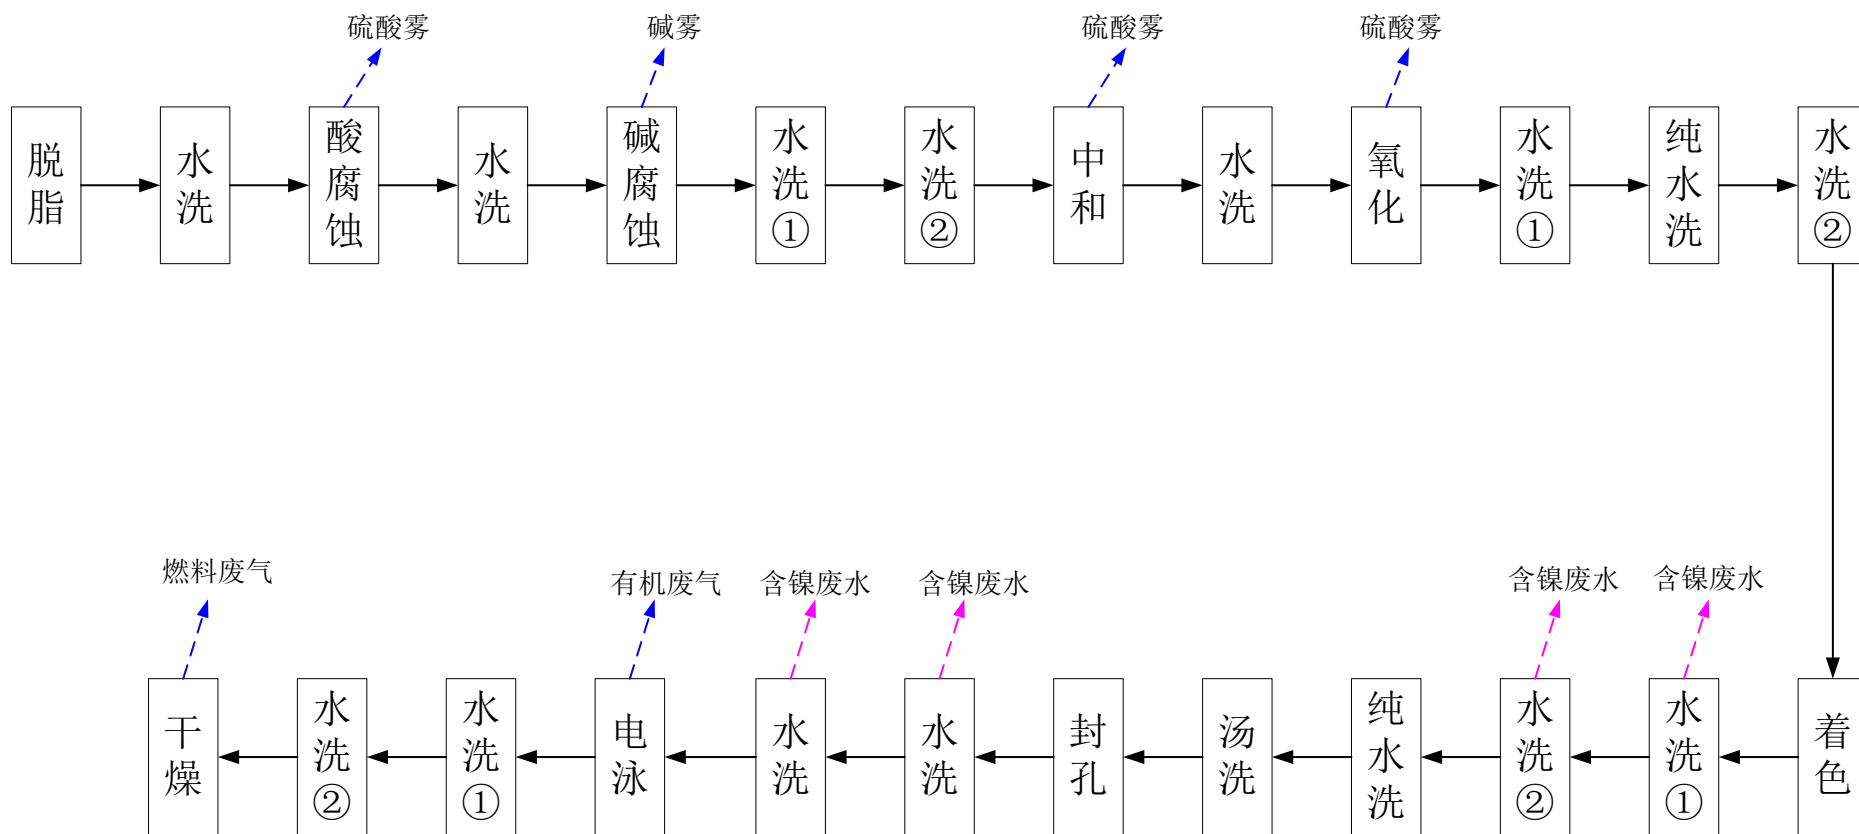 硫酸雾
碱雾
硫酸雾
硫酸雾
脱脂
水洗
酸腐蚀
水洗
碱腐蚀
水洗①
水洗②
中和
水洗
氧化
水洗①
纯水洗
水洗②
燃料废气
有机废气
含镍废水
含镍废水
含镍废水
含镍废水
干燥
水洗②
水洗①
电泳
水洗
水洗
封孔
汤洗
纯水洗
水洗②
水洗①
着色